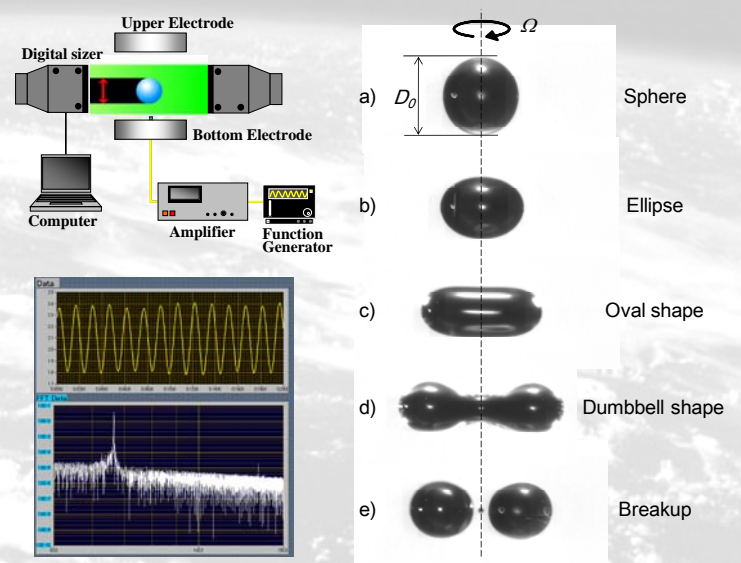 Upper Electrode
Digital sizer
Bottom Electrode
Computer
Amplifier
Function
Generator
Data
FFT Data
Ω
a) D₀ Sphere
b) Ellipse
c) Oval shape
d) Dumbbell shape
e) Breakup